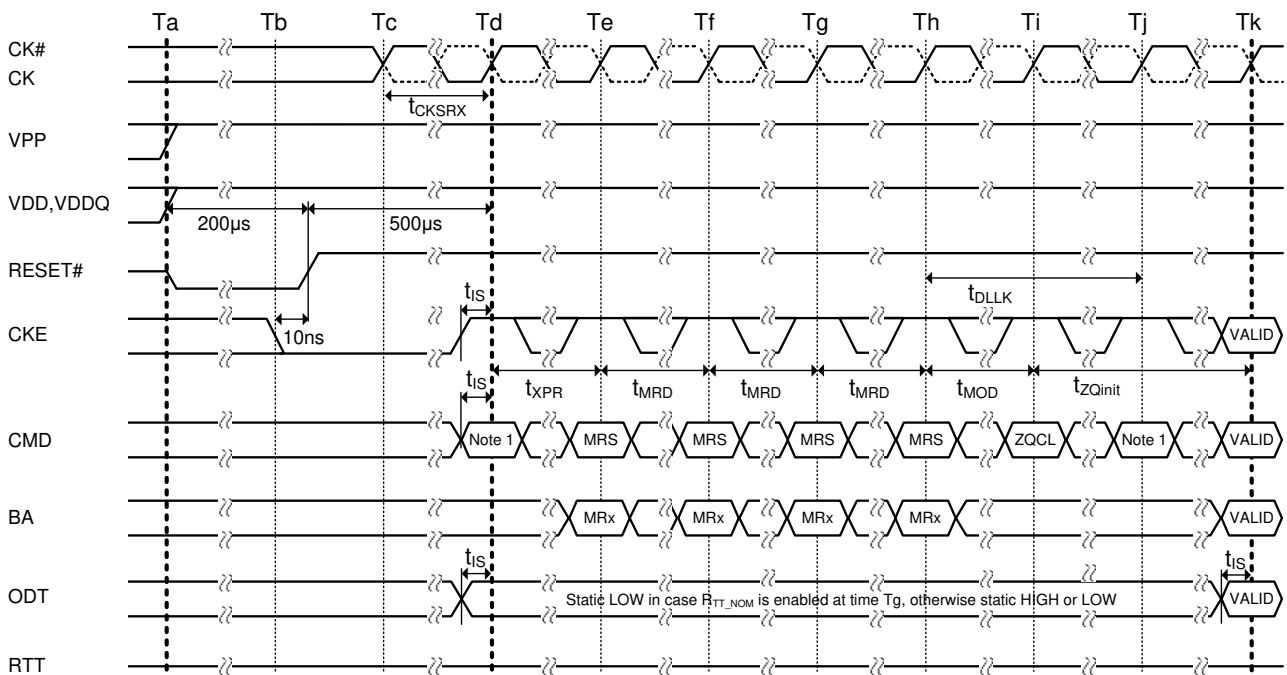 Ta Tb Tc Td Te Tf Tg Th Ti Tj Tk
CK#
CK
tCKSRX
VPP
VDD,VDDQ
200µs 500µs
RESET#
tIS tDLLK
CKE 10ns VALID
tIS tXPR tMRD tMRD tMRD tMOD tZQinit
CMD Note 1 MRS MRS MRS MRS ZQCL Note 1 VALID
BA MRx MRx MRx MRx VALID
tIS tIS
ODT Static LOW in case RTT_NOM is enabled at time Tg, otherwise static HIGH or LOW VALID
RTT